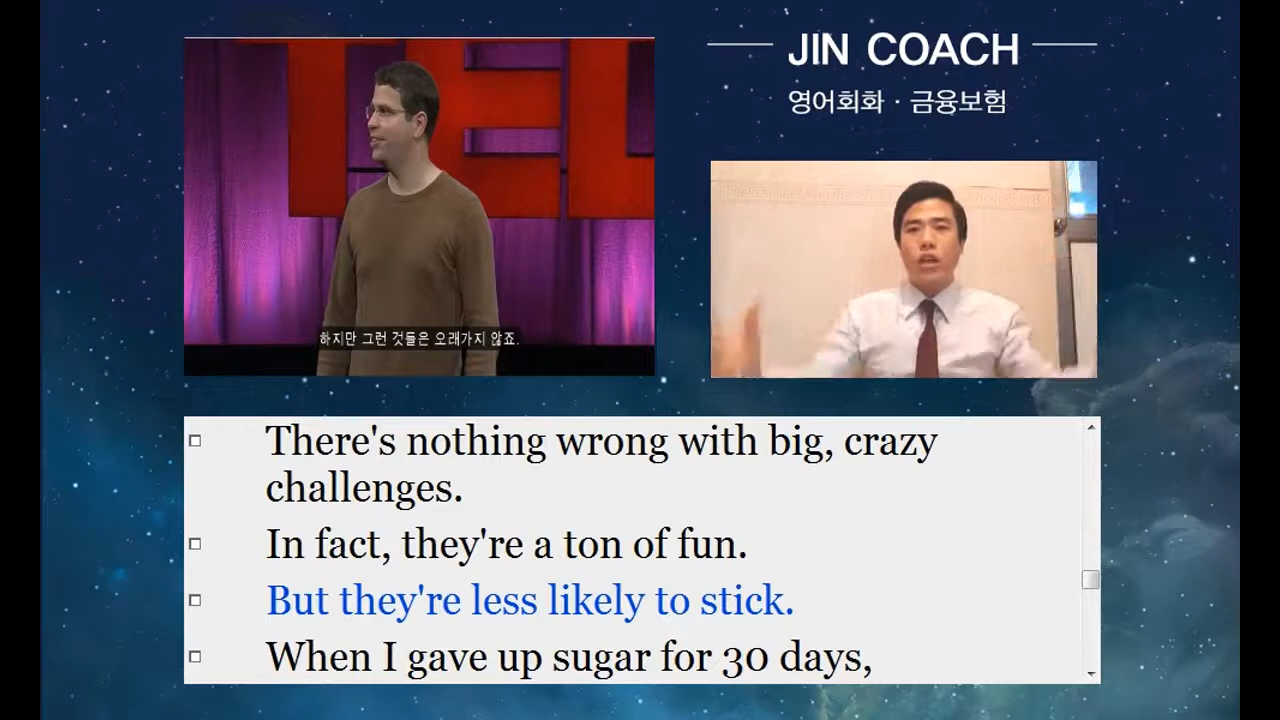 JIN COACH
영어회화 · 금융보험
TED
하지만 그런 것들은 오래가지 않죠.
There's nothing wrong with big, crazy
challenges.
In fact, they're a ton of fun.
But they're less likely to stick.
When I gave up sugar for 30 days,